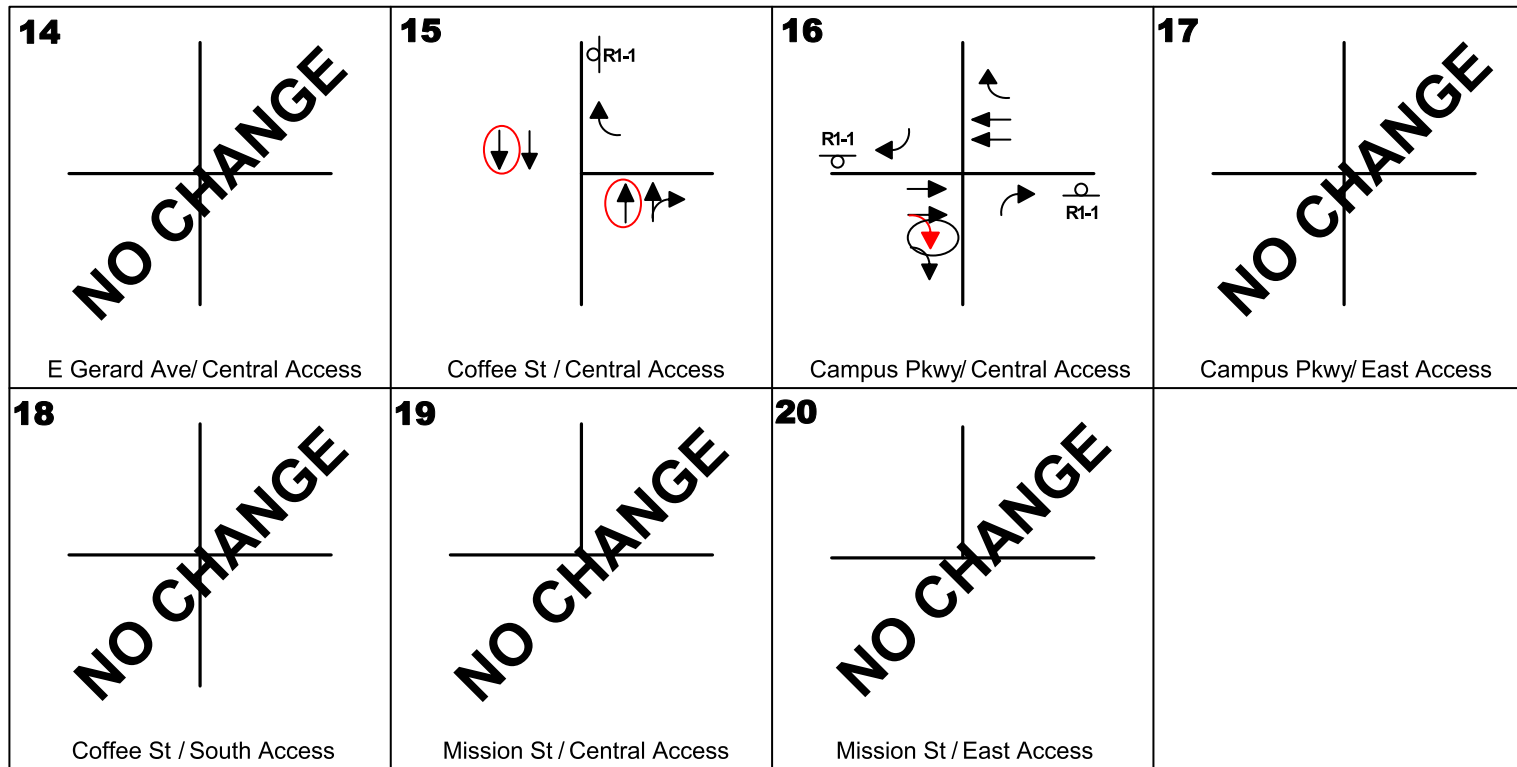 14
NO CHANGE
E Gerard Ave/ Central Access
15
R1-1
Coffee St / Central Access
16
R1-1
R1-1
Campus Pkwy/ Central Access
17
NO CHANGE
Campus Pkwy/ East Access
18
NO CHANGE
Coffee St / South Access
19
NO CHANGE
Mission St / Central Access
20
NO CHANGE
Mission St / East Access